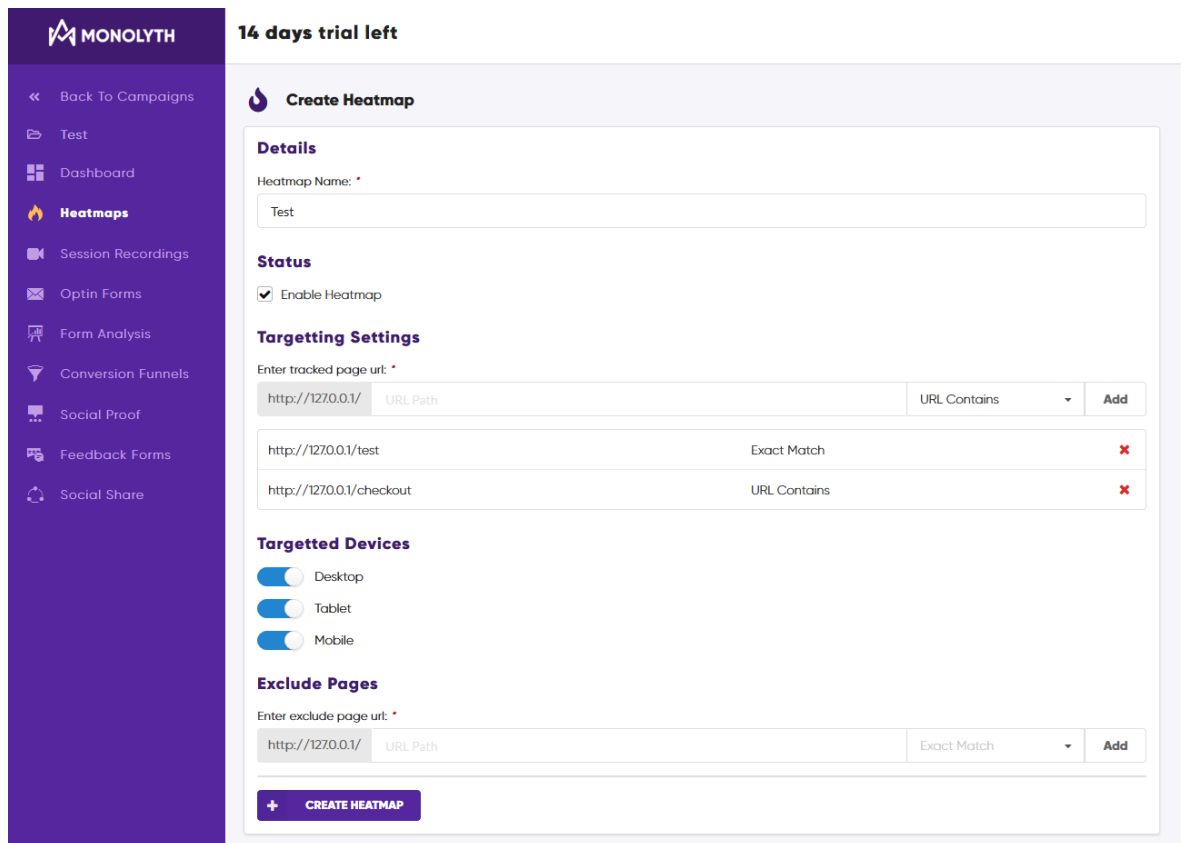 MONOLYTH
14 days trial left
Back To Campaigns
Test
Dashboard
Heatmaps
Session Recordings
Optin Forms
Form Analysis
Conversion Funnels
Social Proof
Feedback Forms
Social Share
Create Heatmap
Details
Heatmap Name: *
Test
Status
Enable Heatmap
Targetting Settings
Enter tracked page url: *
http://127.0.0.1/ URL Path URL Contains Add
http://127.0.0.1/test Exact Match
http://127.0.0.1/checkout URL Contains
Targetted Devices
Desktop
Tablet
Mobile
Exclude Pages
Enter exclude page url: *
http://127.0.0.1/ URL Path Exact Match Add
+ CREATE HEATMAP